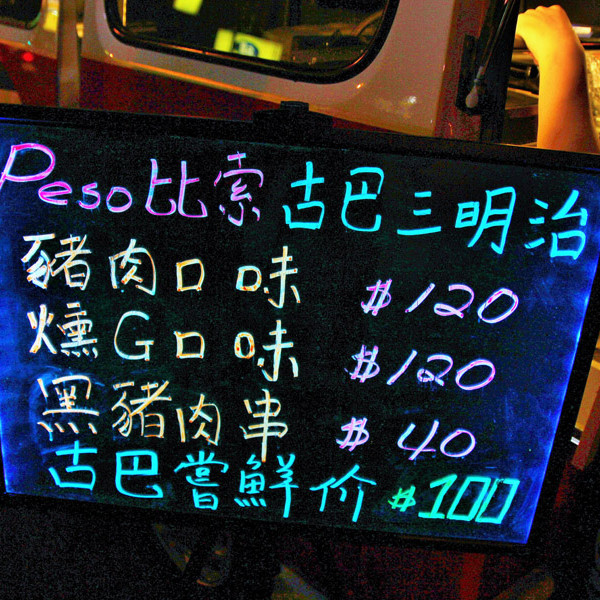 Peso比索古巴三明治
豬肉口味 $120
燻G口味 $120
黑豬肉串 $40
古巴嘗鮮价 $100